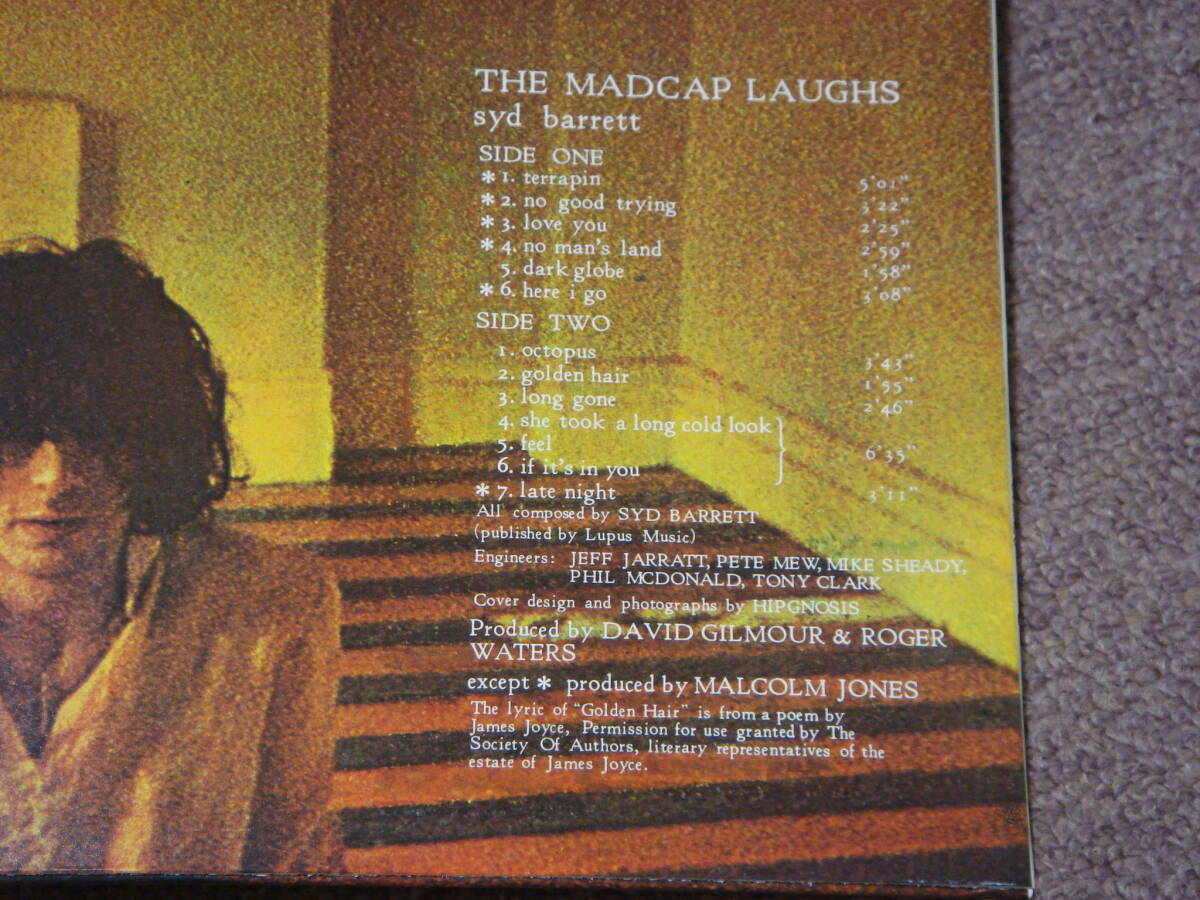 THE MADCAP LAUGHS
syd barrett
SIDE ONE
* 1. terrapin 5'01"
* 2. no good trying 3'22"
* 3. love you 2'25"
* 4. no man's land 2'59"
5. dark globe 1'58"
* 6. here i go 3'08"
SIDE TWO
1. octopus 3'43"
2. golden hair 1'55"
3. long gone 2'46"
4. she took a long cold look
5. feel 6'35"
6. if it's in you
* 7. late night 3'11"
All composed by SYD BARRETT
(published by Lupus Music)
Engineers: JEFF JARRATT, PETE MEW, MIKE SHEADY,
PHIL MCDONALD, TONY CLARK
Cover design and photographs by HIPGNOSIS
Produced by DAVID GILMOUR & ROGER
WATERS
except * produced by MALCOLM JONES
The lyric of "Golden Hair" is from a poem by
James Joyce, Permission for use granted by The
Society Of Authors, literary representatives of the
estate of James Joyce.